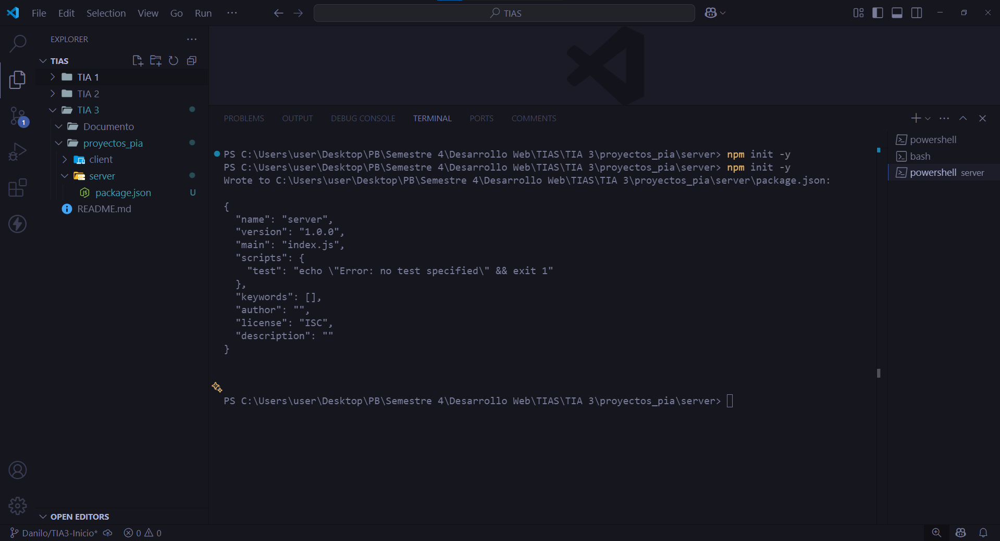 File Edit Selection View Go Run ··· TIAS
EXPLORER ···
TIAS
TIA 1
TIA 2
TIA 3
Documento
proyectos_pia
client
server
package.json U
README.md
1
PROBLEMS OUTPUT DEBUG CONSOLE TERMINAL PORTS COMMENTS
PS C:\Users\user\Desktop\PB\Semestre 4\Desarrollo Web\TIAS\TIA 3\proyectos_pia\server> npm init -y
PS C:\Users\user\Desktop\PB\Semestre 4\Desarrollo Web\TIAS\TIA 3\proyectos_pia\server> npm init -y
Wrote to C:\Users\user\Desktop\PB\Semestre 4\Desarrollo Web\TIAS\TIA 3\proyectos_pia\server\package.json:
{
  "name": "server",
  "version": "1.0.0",
  "main": "index.js",
  "scripts": {
    "test": "echo \"Error: no test specified\" && exit 1"
  },
  "keywords": [],
  "author": "",
  "license": "ISC",
  "description": ""
}
PS C:\Users\user\Desktop\PB\Semestre 4\Desarrollo Web\TIAS\TIA 3\proyectos_pia\server>
powershell
bash
powershell server
OPEN EDITORS
Danilo/TIA3-Inicio* 0 0